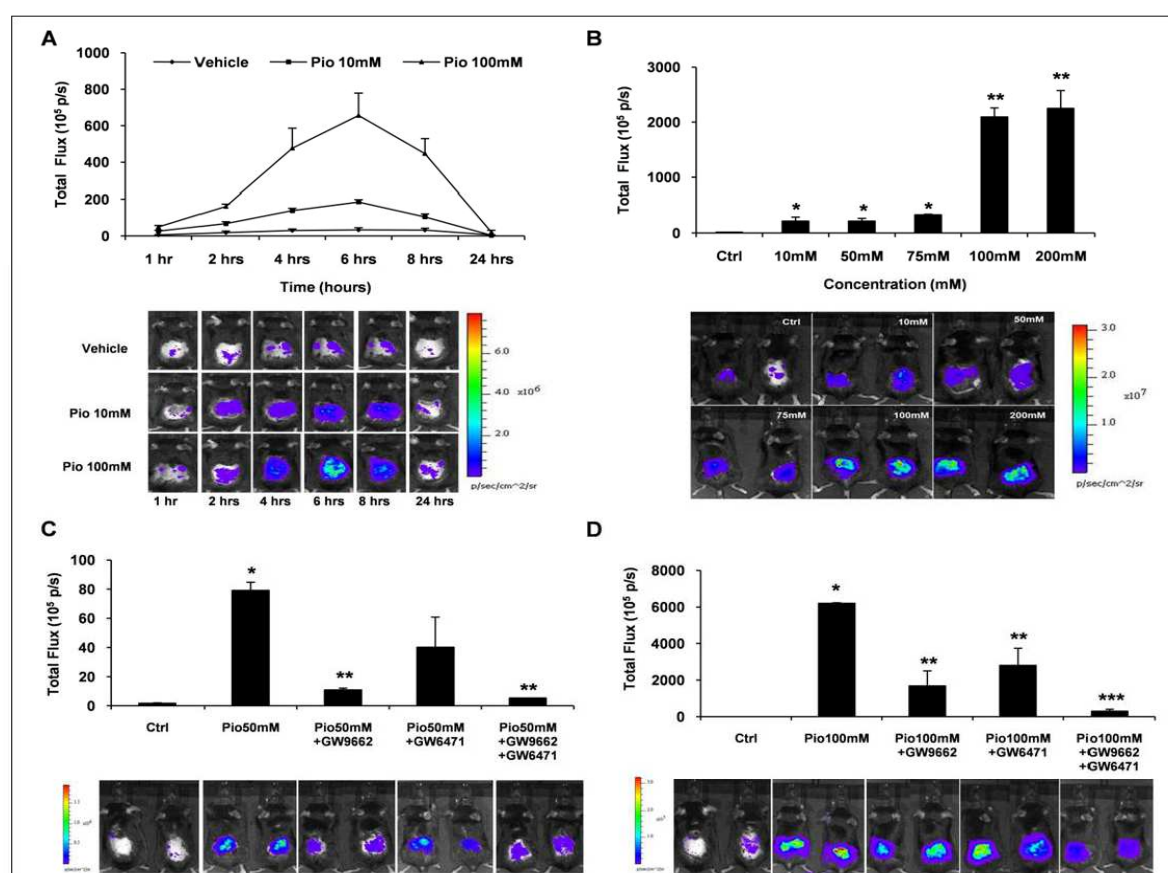 A
Total Flux (10⁵ p/s)
1000
800
600
400
200
0
Vehicle Pio 10mM Pio 100mM
1 hr 2 hrs 4 hrs 6 hrs 8 hrs 24 hrs
Time (hours)
Vehicle
Pio 10mM
Pio 100mM
1 hr 2 hrs 4 hrs 6 hrs 8 hrs 24 hrs
6.0
4.0 x10⁶
2.0
p/sec/cm^2/sr
B
Total Flux (10⁵ p/s)
3000
2000
1000
0
* * * ** **
Ctrl 10mM 50mM 75mM 100mM 200mM
Concentration (mM)
Ctrl 10mM 50mM
75mM 100mM 200mM
3.0
2.0
x10⁷
1.0
p/sec/cm^2/sr
C
Total Flux (10⁵ p/s)
100
80
60
40
20
0
* ** **
Ctrl Pio50mM Pio50mM Pio50mM Pio50mM
+GW9662 +GW6471 +GW9662
+GW6471
D
Total Flux (10⁵ p/s)
8000
6000
4000
2000
0
* ** ** ***
Ctrl Pio100mM Pio100mM Pio100mM Pio100mM
+GW9662 +GW6471 +GW9662
+GW6471